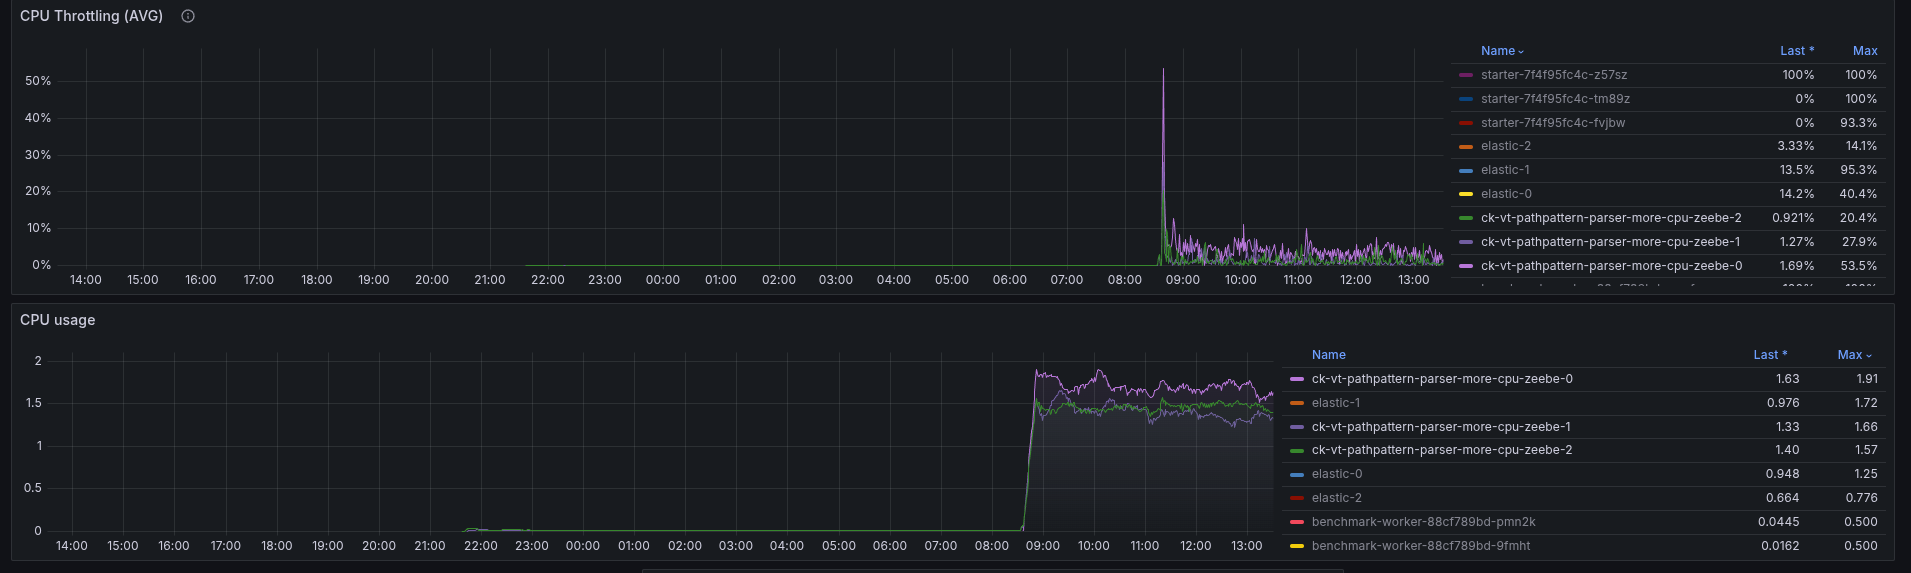 CPU Throttling (AVG)
Name Last * Max
50%
40%
30%
20%
10%
0%
14:00 15:00 16:00 17:00 18:00 19:00 20:00 21:00 22:00 23:00 00:00 01:00 02:00 03:00 04:00 05:00 06:00 07:00 08:00 09:00 10:00 11:00 12:00 13:00
starter-7f4f95fc4c-z57sz 100% 100%
starter-7f4f95fc4c-tm89z 0% 100%
starter-7f4f95fc4c-fvjbw 0% 93.3%
elastic-2 3.33% 14.1%
elastic-1 13.5% 95.3%
elastic-0 14.2% 40.4%
ck-vt-pathpattern-parser-more-cpu-zeebe-2 0.921% 20.4%
ck-vt-pathpattern-parser-more-cpu-zeebe-1 1.27% 27.9%
ck-vt-pathpattern-parser-more-cpu-zeebe-0 1.69% 53.5%
CPU usage
2
1.5
1
0.5
0
14:00 15:00 16:00 17:00 18:00 19:00 20:00 21:00 22:00 23:00 00:00 01:00 02:00 03:00 04:00 05:00 06:00 07:00 08:00 09:00 10:00 11:00 12:00 13:00
Name Last * Max
ck-vt-pathpattern-parser-more-cpu-zeebe-0 1.63 1.91
elastic-1 0.976 1.72
ck-vt-pathpattern-parser-more-cpu-zeebe-1 1.33 1.66
ck-vt-pathpattern-parser-more-cpu-zeebe-2 1.40 1.57
elastic-0 0.948 1.25
elastic-2 0.664 0.776
benchmark-worker-88cf789bd-pmn2k 0.0445 0.500
benchmark-worker-88cf789bd-9fmht 0.0162 0.500